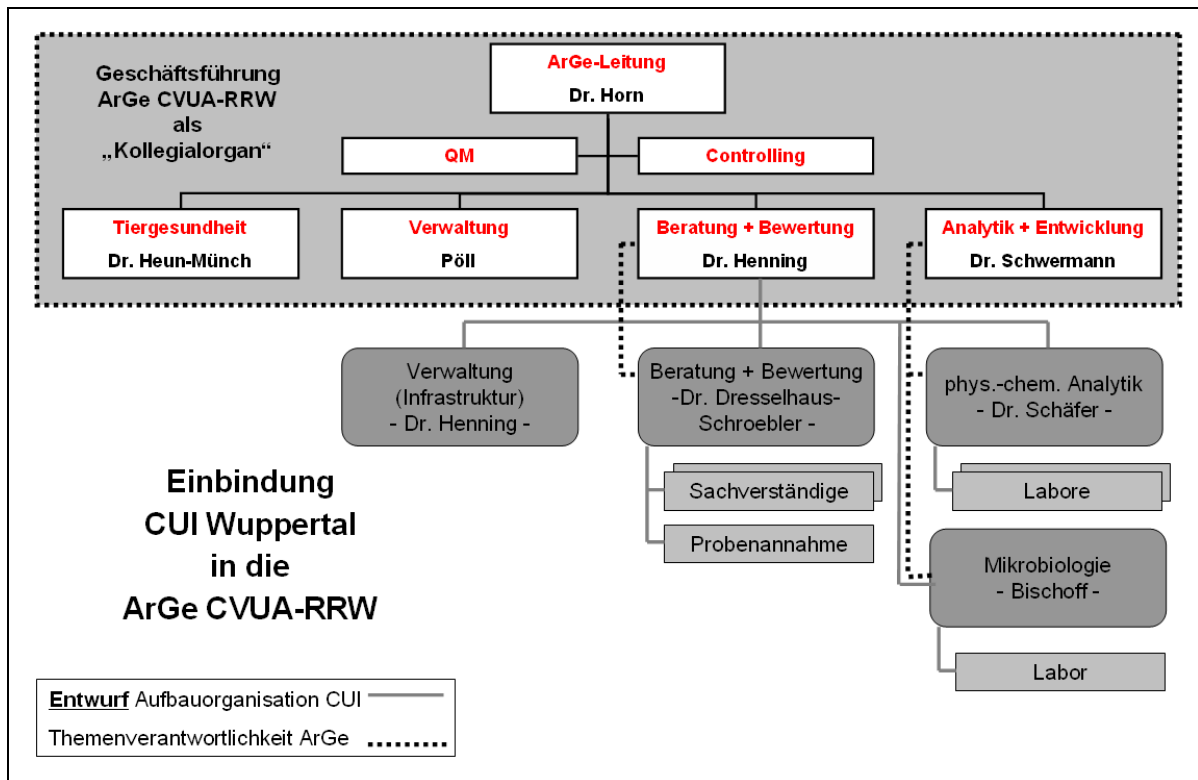 Geschäftsführung
ArGe CVUA-RRW
als
„Kollegialorgan“
ArGe-Leitung
Dr. Horn
QM
Controlling
Tiergesundheit
Dr. Heun-Münch
Verwaltung
Pöll
Beratung + Bewertung
Dr. Henning
Analytik + Entwicklung
Dr. Schwermann
Verwaltung
(Infrastruktur)
- Dr. Henning -
Beratung + Bewertung
-Dr. Dresselhaus-
Schroebler -
phys.-chem. Analytik
- Dr. Schäfer -
Sachverständige
Probenannahme
Labore
Mikrobiologie
- Bischoff -
Labor
Einbindung
CUI Wuppertal
in die
ArGe CVUA-RRW
Entwurf Aufbauorganisation CUI
Themenverantwortlichkeit ArGe